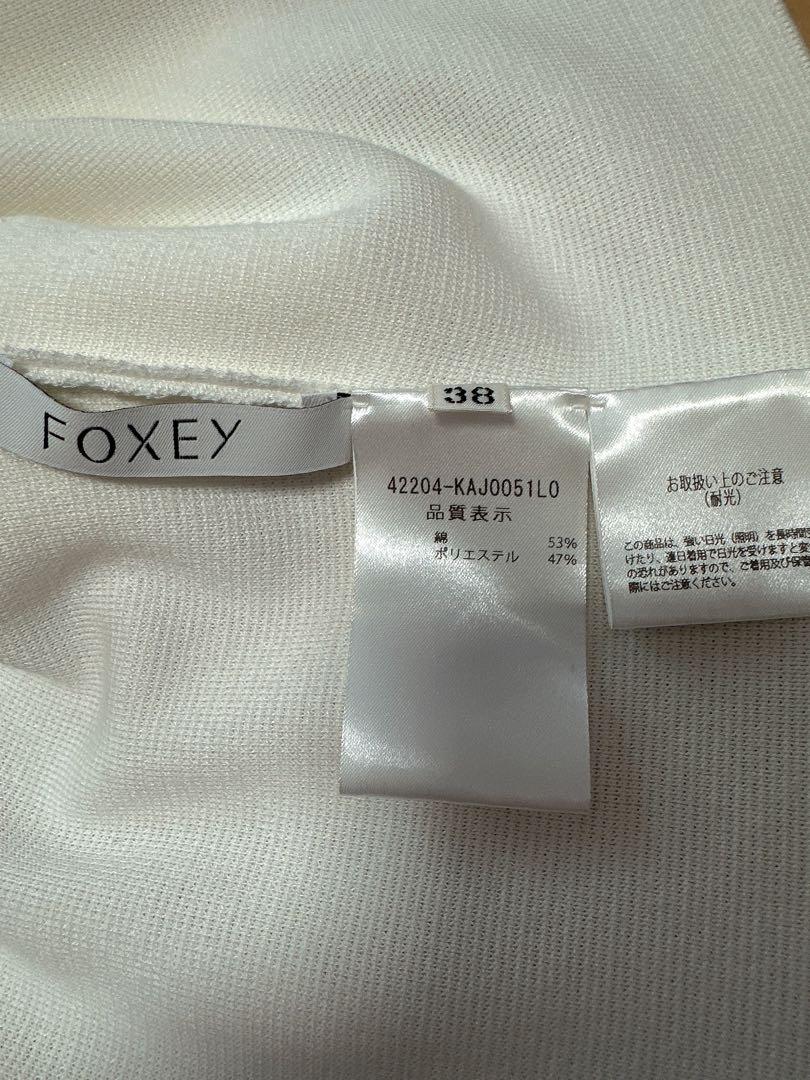 FOXEY
38
42204-KAJ0051LO
品質表示
綿 53%
ポリエステル 47%
お取扱い上のご注意
(耐光)
この商品は、強い日光(照明)を長時間
けたり、連日着用で日光を受けますと変
の恐れがありますので、ご着用及び保管
際にはご注意ください。